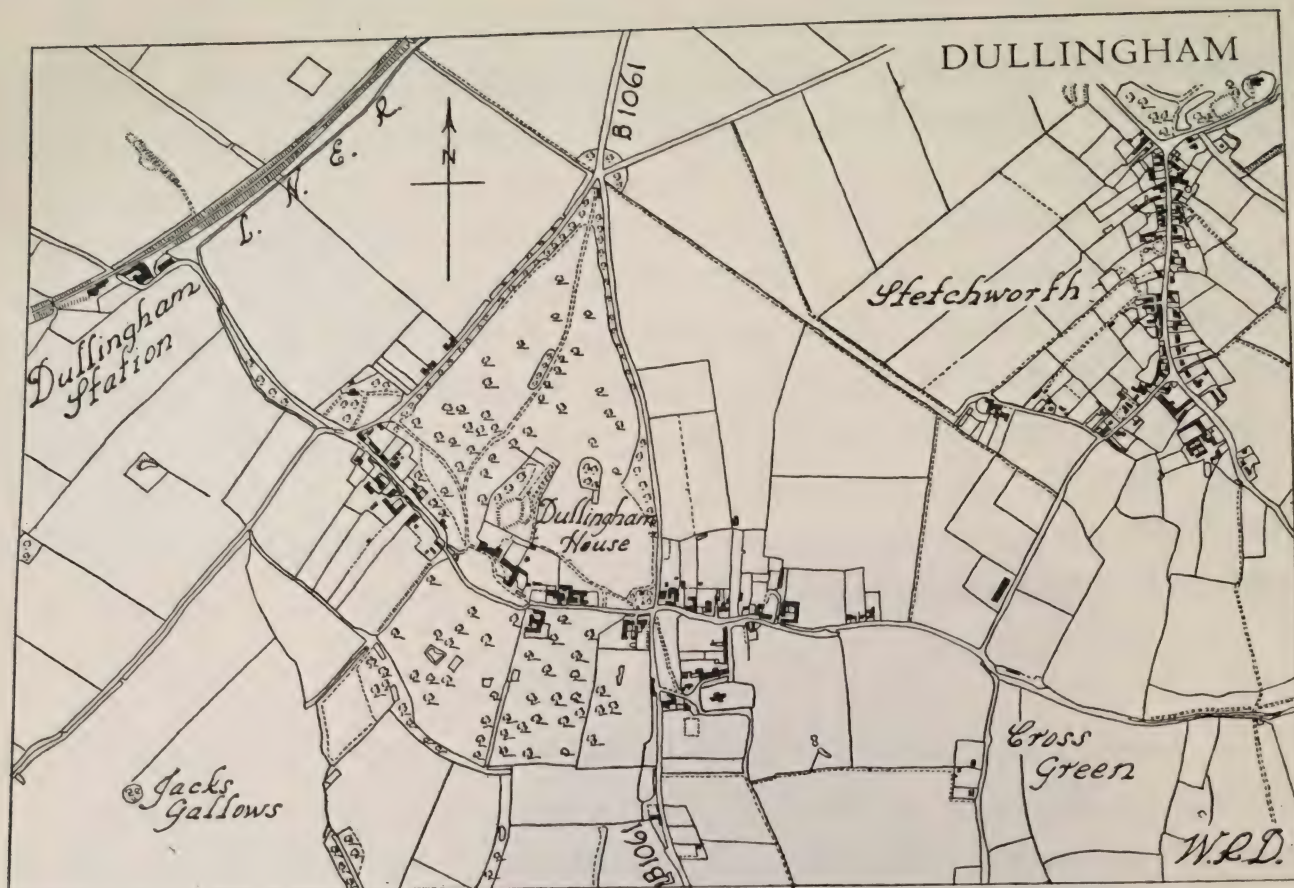 DULLINGHAM
B1061
L. N. E. R.
N
Dullingham
Station
Stetchworth
Dullingham
House
Jacks
Gallows
Cross
Green
B1061